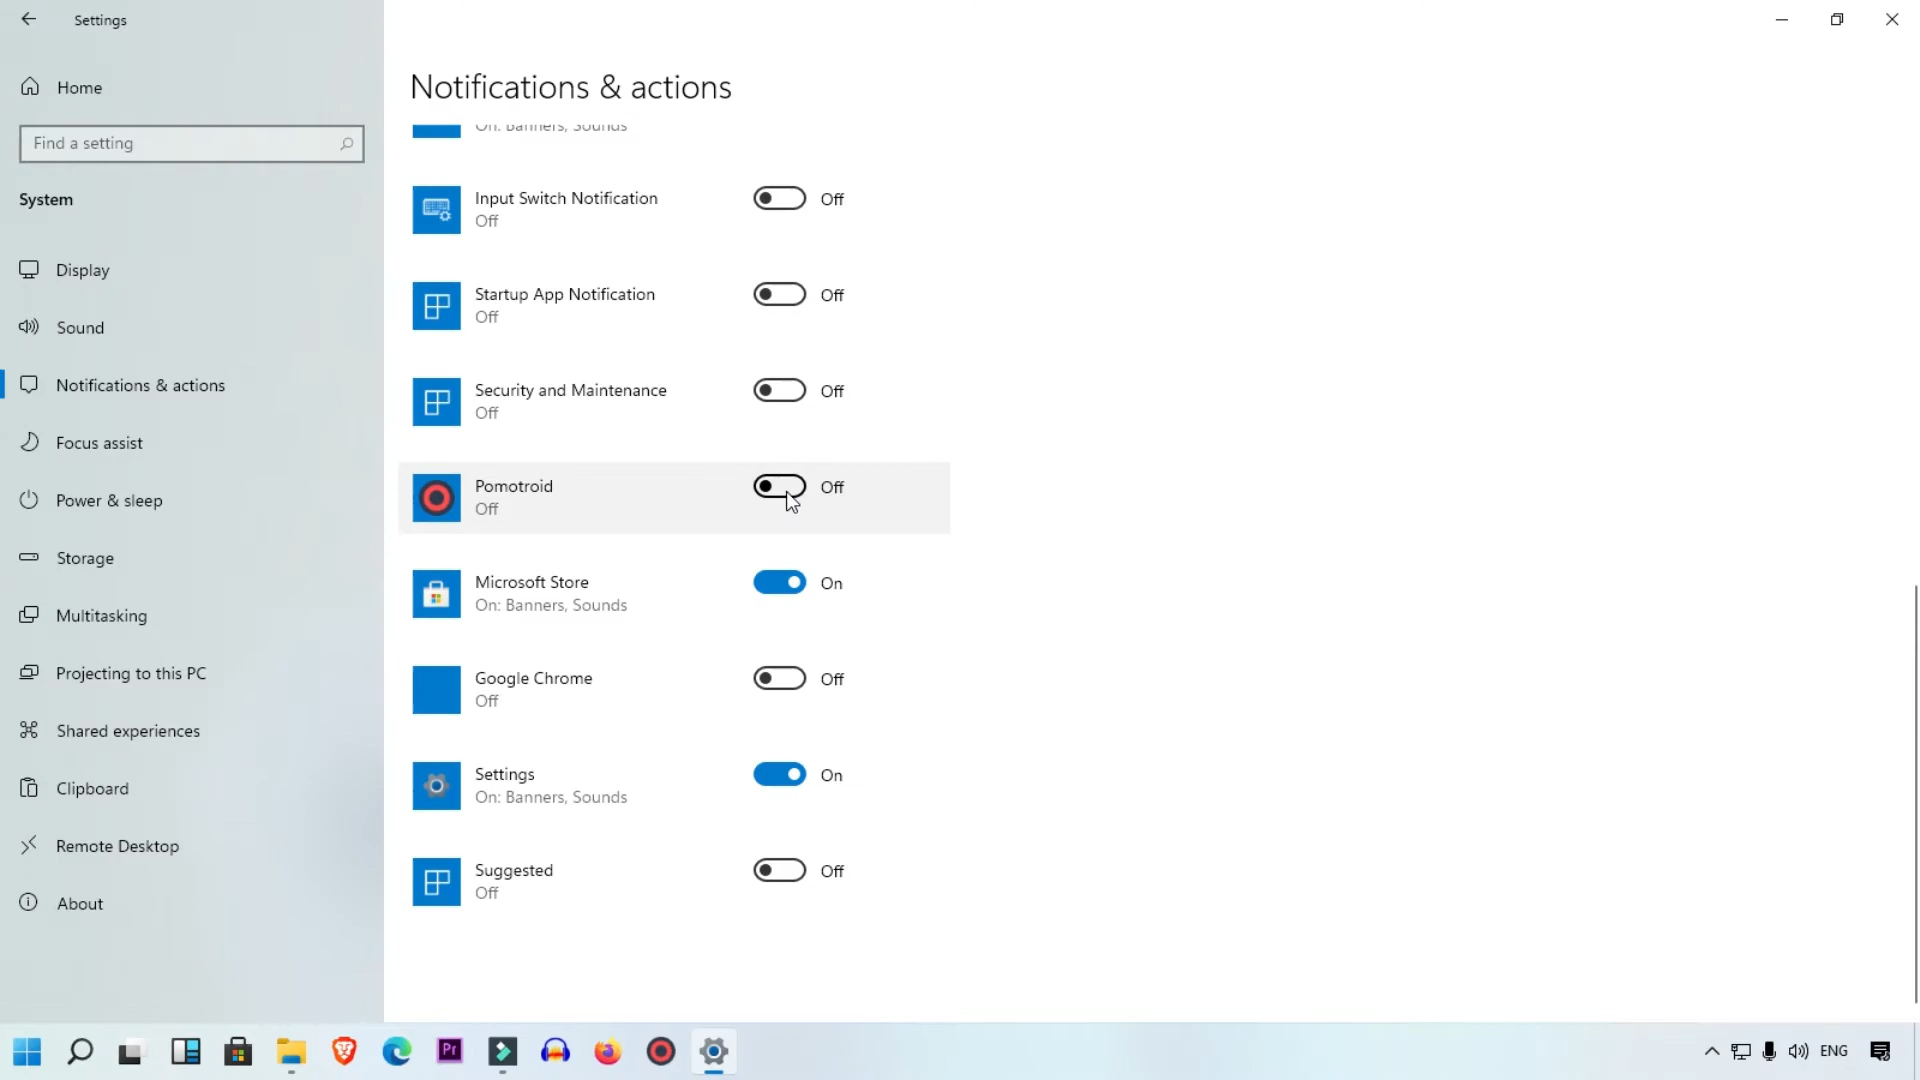 Settings
Home
Find a setting
System
Display
Sound
Notifications & actions
Focus assist
Power & sleep
Storage
Multitasking
Projecting to this PC
Shared experiences
Clipboard
Remote Desktop
About
Notifications & actions
On: Banners, Sounds
Input Switch Notification
Off
Off
Startup App Notification
Off
Off
Security and Maintenance
Off
Off
Pomotroid
Off
Off
Microsoft Store
On
On: Banners, Sounds
Google Chrome
Off
Off
Settings
On
On: Banners, Sounds
Suggested
Off
Off
Pr
ENG